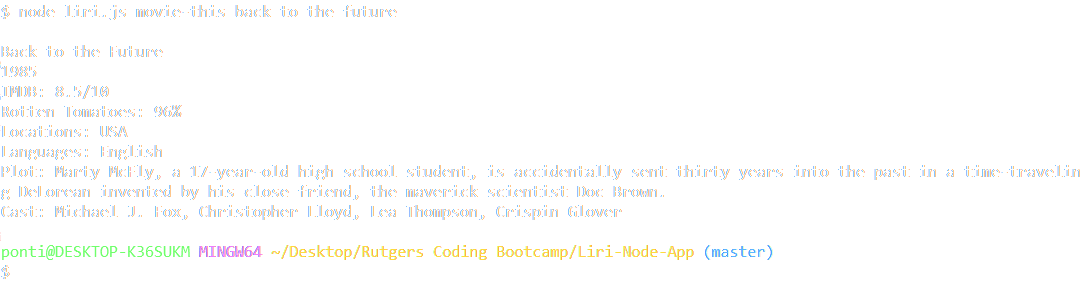 $ node liri.js movie-this back to the future
Back to the Future
1985
IMDB: 8.5/10
Rotten Tomatoes: 96%
Locations: USA
Languages: English
Plot: Marty McFly, a 17-year-old high school student, is accidentally sent thirty years into the past in a time-travelin
g DeLorean invented by his close friend, the maverick scientist Doc Brown.
Cast: Michael J. Fox, Christopher Lloyd, Lea Thompson, Crispin Glover
ponti@DESKTOP-K36SUKM MINGW64 ~/Desktop/Rutgers Coding Bootcamp/Liri-Node-App (master)
$